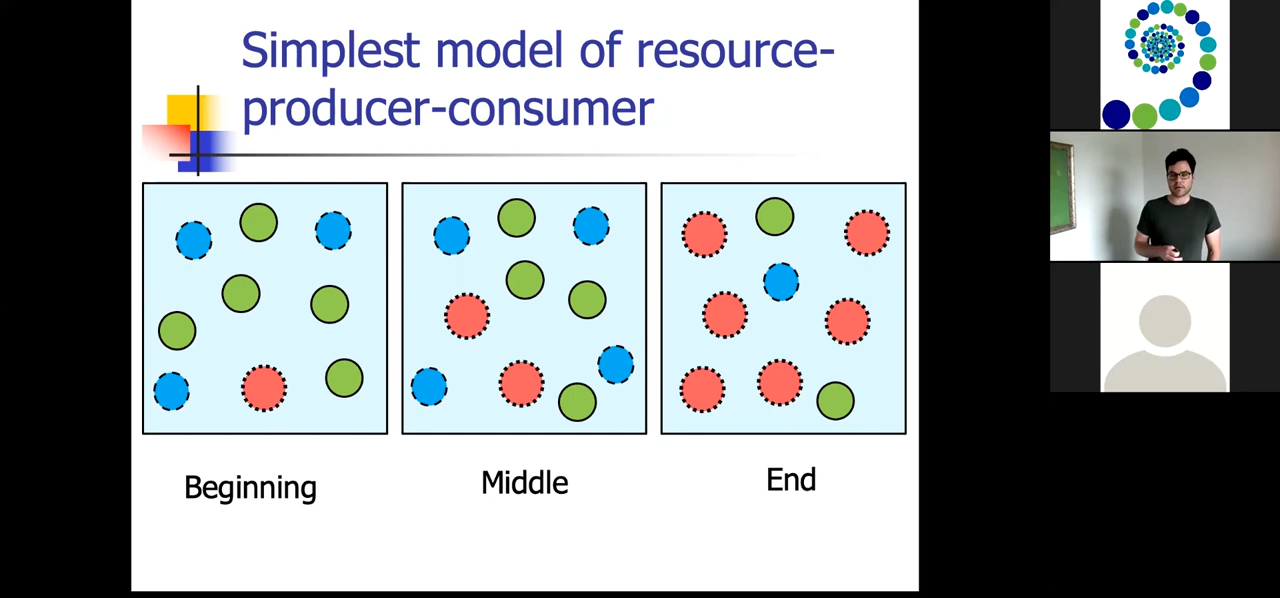 Simplest model of resource-
producer-consumer
Beginning
Middle
End